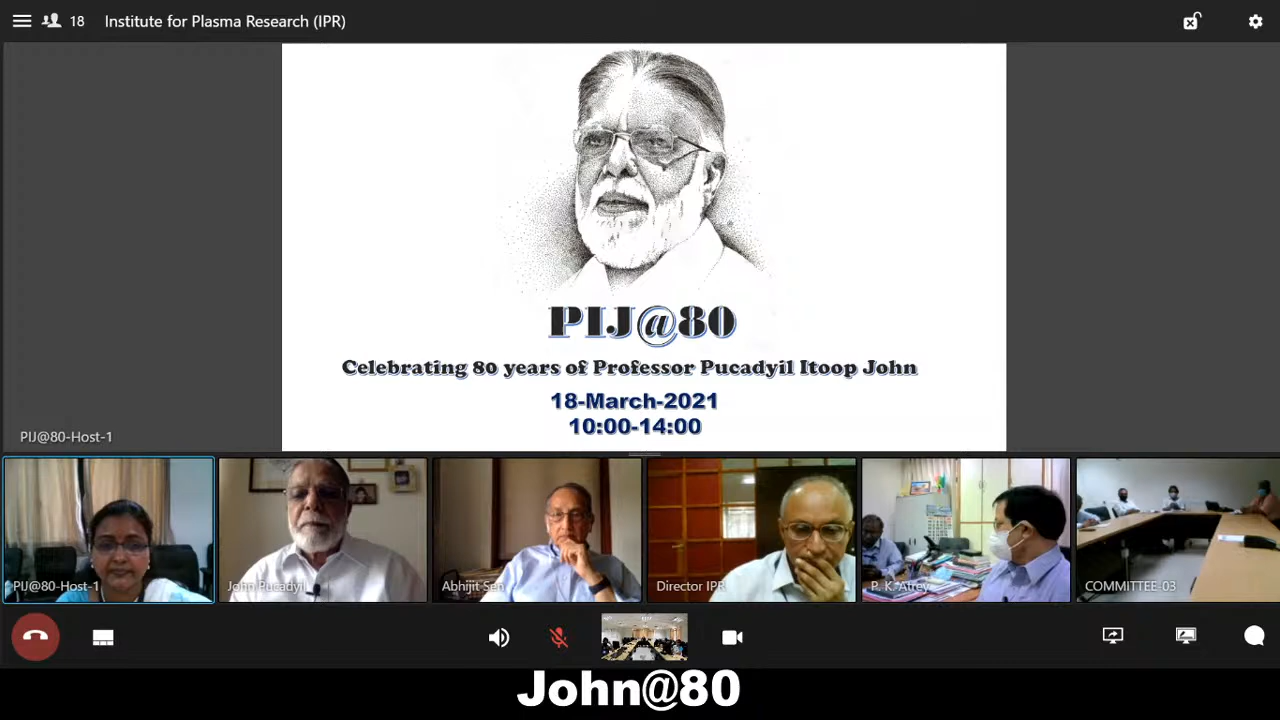 18 Institute for Plasma Research (IPR)
PIJ@80
Celebrating 80 years of Professor Pucadyil Itoop John
18-March-2021
10:00-14:00
PIJ@80-Host-1
PIJ@80-Host-1
John Pucadyil
Abhijit Sen
Director IPR
P. K. Atrey
COMMITTEE-03
John@80